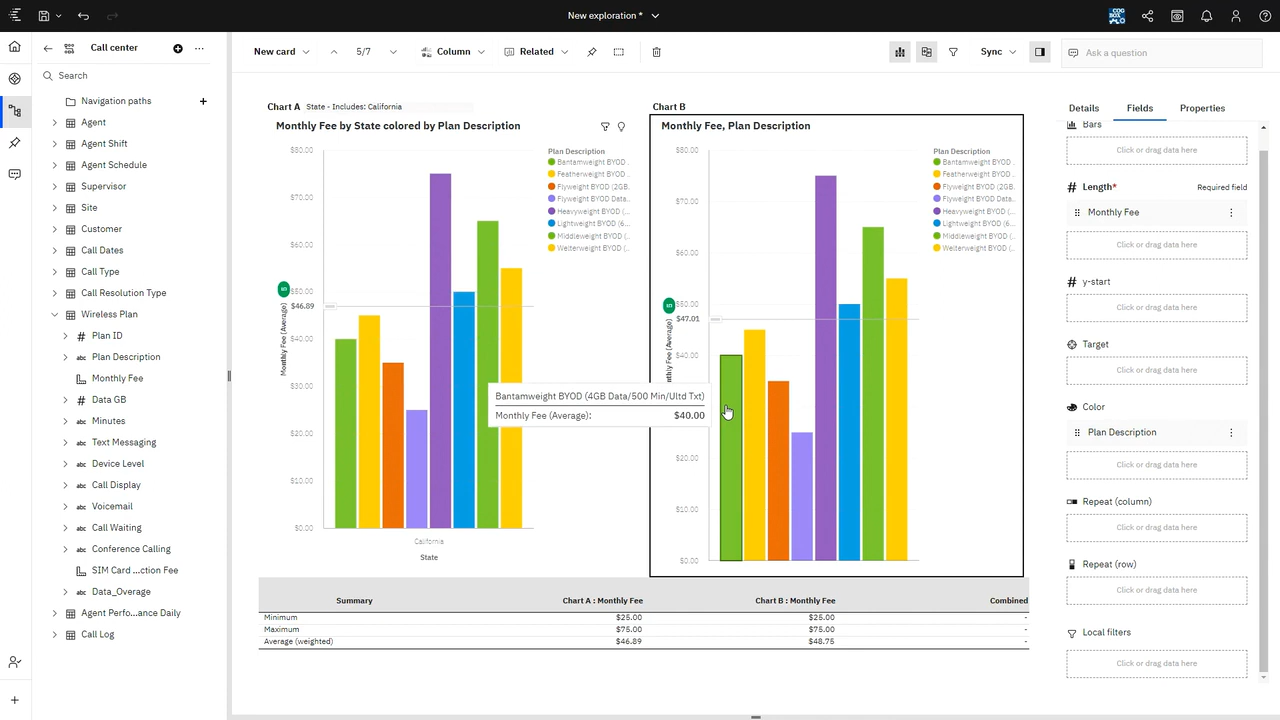 New exploration *
Call center
Search
Navigation paths
Agent
Agent Shift
Agent Schedule
Supervisor
Site
Customer
Call Dates
Call Type
Call Resolution Type
Wireless Plan
# Plan ID
abc Plan Description
Monthly Fee
# Data GB
abc Minutes
abc Text Messaging
abc Device Level
abc Call Display
abc Voicemail
abc Call Waiting
abc Conference Calling
SIM Card ...ction Fee
abc Data_Overage
Agent Perfo...ance Daily
Call Log
New card
5/7
Column
Related
Sync
Ask a question
Chart A State - Includes: California
Monthly Fee by State colored by Plan Description
Plan Description
Bantamweight BYOD ...
Featherweight BYOD ...
Flyweight BYOD (2GB...
Flyweight BYOD Data...
Heavyweight BYOD (...
Lightweight BYOD (6...
Middleweight BYOD (...
Welterweight BYOD (...
$80.00
$70.00
$60.00
$50.00
$46.89
$40.00
$30.00
$20.00
$10.00
$0.00
Monthly Fee (Average)
California
State
Chart B
Monthly Fee, Plan Description
Plan Description
Bantamweight BYOD ...
Featherweight BYOD ...
Flyweight BYOD (2GB...
Flyweight BYOD Data...
Heavyweight BYOD (...
Lightweight BYOD (6...
Middleweight BYOD (...
Welterweight BYOD (...
$80.00
$70.00
$60.00
$50.00
$47.01
$40.00
$20.00
$10.00
$0.00
Bantamweight BYOD (4GB Data/500 Min/Ultd Txt)
Monthly Fee (Average): $40.00
Summary Chart A : Monthly Fee Chart B : Monthly Fee Combined
Minimum $25.00 $25.00 -
Maximum $75.00 $75.00 -
Average (weighted) $46.89 $48.75 -
Details Fields Properties
Bars
Click or drag data here
# Length* Required field
Monthly Fee
Click or drag data here
# y-start
Click or drag data here
Target
Click or drag data here
Color
Plan Description
Click or drag data here
Repeat (column)
Click or drag data here
Repeat (row)
Click or drag data here
Local filters
Click or drag data here